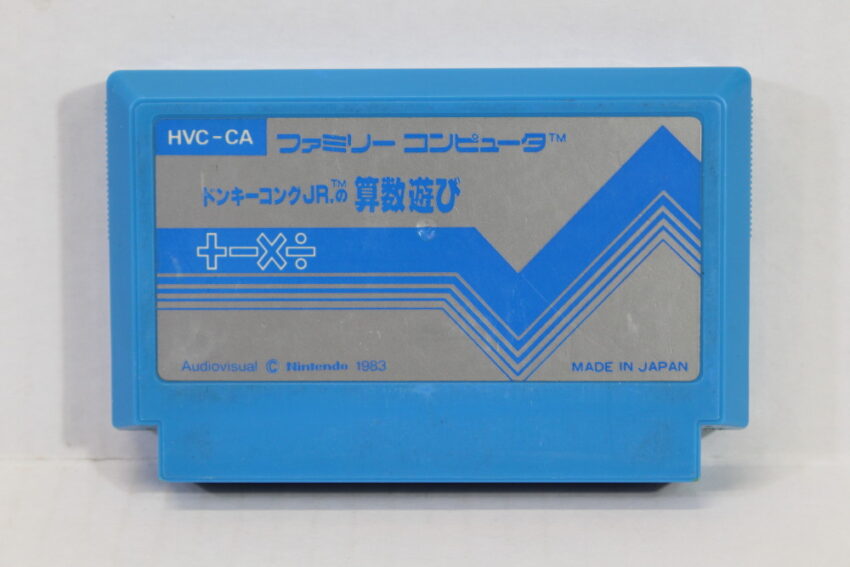 HVC-CA ファミリー コンピュータ™
ドンキーコングJR.™の 算数遊び
+−×÷
Audiovisual © Nintendo 1983
MADE IN JAPAN